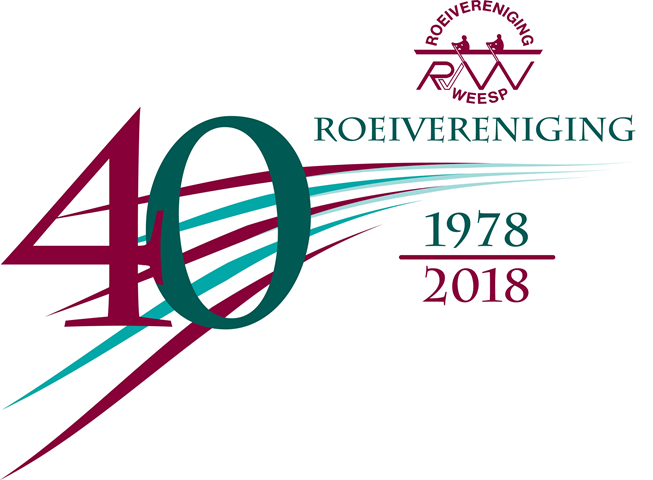 ROEIVERENIGING
RVW
WEESP
ROEIVERENIGING
40
1978
2018